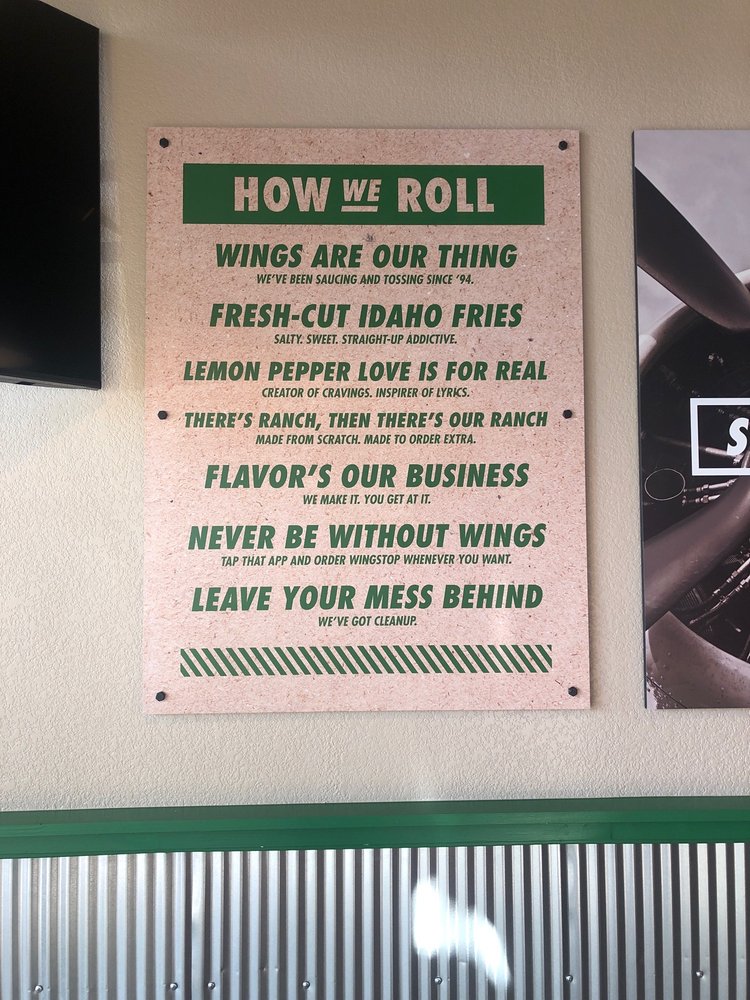 HOW WE ROLL
WINGS ARE OUR THING
WE'VE BEEN SAUCING AND TOSSING SINCE '94.
FRESH-CUT IDAHO FRIES
SALTY. SWEET. STRAIGHT-UP ADDICTIVE.
LEMON PEPPER LOVE IS FOR REAL
CREATOR OF CRAVINGS. INSPIRER OF LYRICS.
THERE'S RANCH, THEN THERE'S OUR RANCH
MADE FROM SCRATCH. MADE TO ORDER EXTRA.
FLAVOR'S OUR BUSINESS
WE MAKE IT. YOU GET AT IT.
NEVER BE WITHOUT WINGS
TAP THAT APP AND ORDER WINGSTOP WHENEVER YOU WANT.
LEAVE YOUR MESS BEHIND
WE'VE GOT CLEANUP.